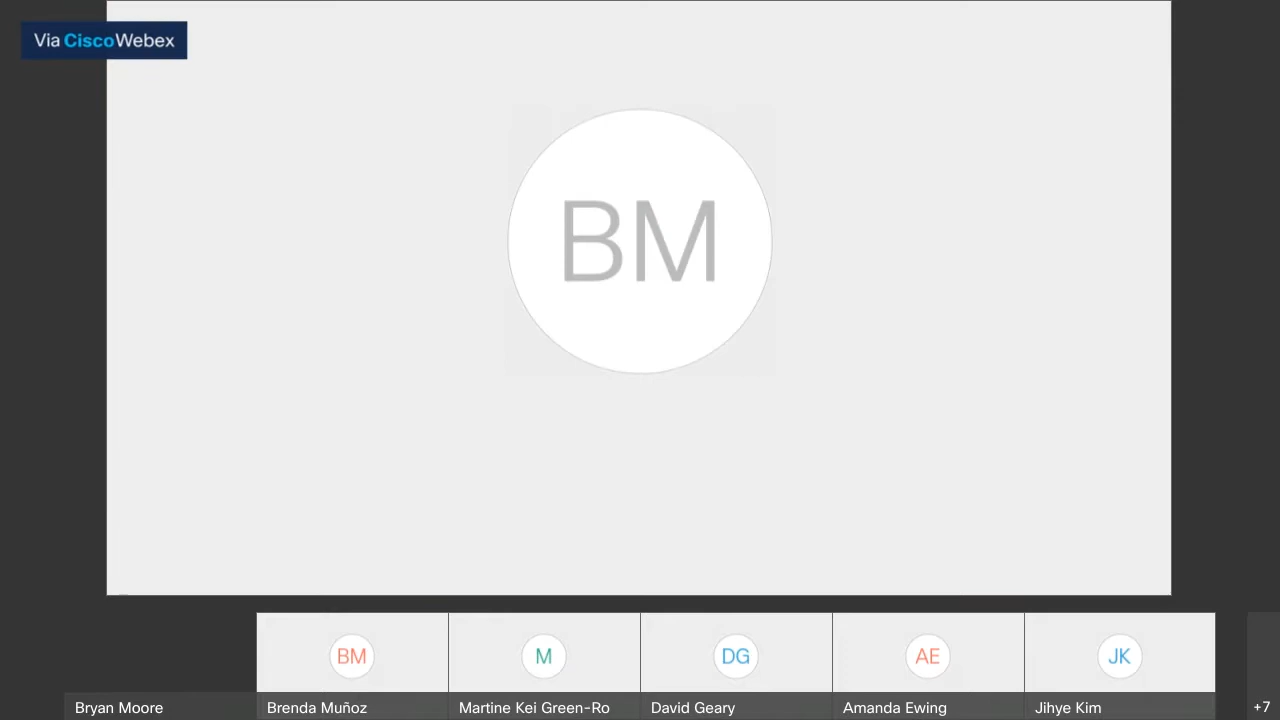 Via CiscoWebex
BM
BM
M
DG
AE
JK
Bryan Moore
Brenda Muñoz
Martine Kei Green-Ro
David Geary
Amanda Ewing
Jihye Kim
+7